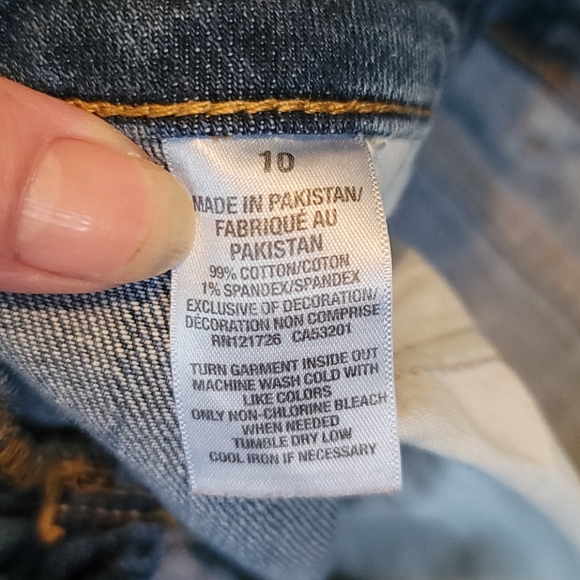 10
MADE IN PAKISTAN/
FABRIQUÉ AU
PAKISTAN
99% COTTON/COTON
1% SPANDEX/SPANDEX
EXCLUSIVE OF DECORATION/
DÉCORATION NON COMPRISE
RN121726 CA53201
TURN GARMENT INSIDE OUT
MACHINE WASH COLD WITH
LIKE COLORS
ONLY NON-CHLORINE BLEACH
WHEN NEEDED
TUMBLE DRY LOW
COOL IRON IF NECESSARY